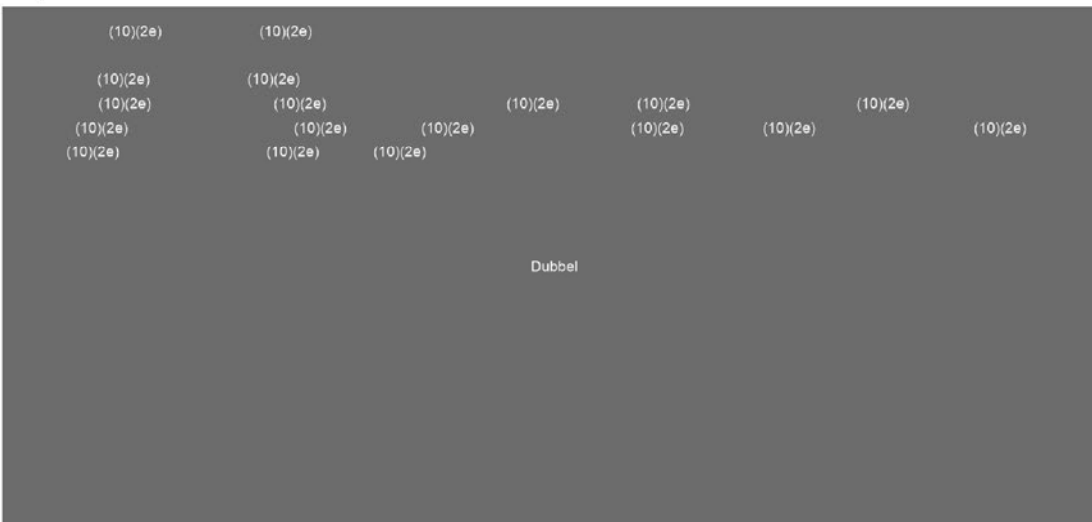 (10)(2e) (10)(2e)
(10)(2e) (10)(2e)
(10)(2e) (10)(2e) (10)(2e) (10)(2e) (10)(2e)
(10)(2e) (10)(2e) (10)(2e) (10)(2e) (10)(2e) (10)(2e)
(10)(2e) (10)(2e) (10)(2e)
Dubbel